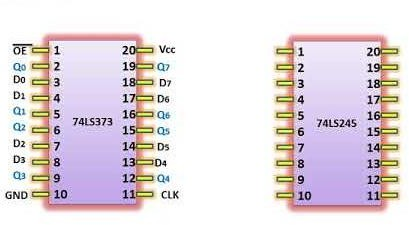 OE 1 20 Vcc 1 20
Q0 2 19 Q7 2 19
D0 3 18 D7 3 18
D1 4 17 D6 4 17
Q1 5 16 Q6 5 16
74LS373 74LS245
Q2 6 15 Q5 6 15
D2 7 14 D5 7 14
D3 8 13 D4 8 13
Q3 9 12 Q4 9 12
GND 10 11 CLK 10 11